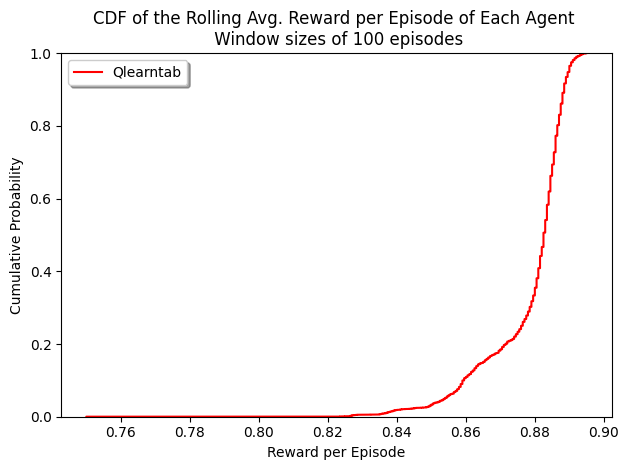 CDF of the Rolling Avg. Reward per Episode of Each Agent
Window sizes of 100 episodes
Qlearntab
1.0
0.8
0.6
0.4
0.2
0.0
Cumulative Probability
0.76 0.78 0.80 0.82 0.84 0.86 0.88 0.90
Reward per Episode